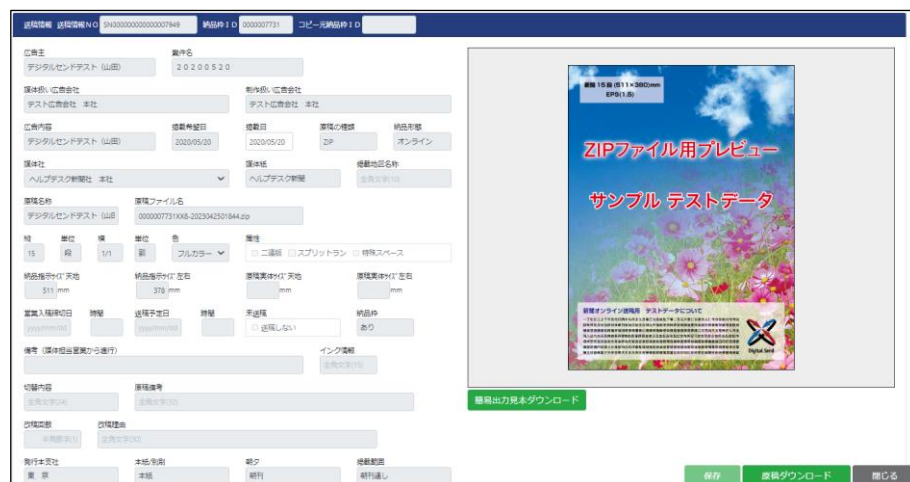 送稿情報 送稿情報NO SN00000000000007949 納品枠ID 0000007731 コピー元納品枠ID
広告主 案件名
デジタルセンドテスト（山田） 20200520
媒体扱い広告会社 制作扱い広告会社
テスト広告会社 本社 テスト広告会社 本社
広告内容 掲載希望日 掲載日 原稿の種類 納品形態
デジタルセンドテスト（山田） 2020/05/20 2020/05/20 ZIP オンライン
媒体社 媒体紙 掲載地区名称
ヘルプデスク新聞社 本社 ヘルプデスク新聞 全角文字(10)
原稿名称 原稿ファイル名
デジタルセンドテスト（山田 0000007731XX8-2023042501844.zip
縦 単位 横 単位 色 属性
15 段 1/1 割 フルカラー 二連版 スプリットラン 特殊スペース
納品指示ｻｲｽﾞ天地 納品指示ｻｲｽﾞ左右 原稿実体ｻｲｽﾞ天地 原稿実体ｻｲｽﾞ左右
511 mm 378 mm mm mm
営業入稿締切日 時間 送稿予定日 時間 未送稿 納品枠
yyyy/mm/dd yyyy/mm/dd 送稿しない あり
備考（媒体担当営業から進行） インク情報
全角文字(15)
切替内容 原稿備考
全角文字(24) 全角文字(32)
改稿回数 改稿理由
半角数字(1) 全角文字(30)
発行本支社 本紙/別刷 朝夕 掲載範囲
東京 本紙 朝刊 朝刊通し
新聞 15段 (511×380)mm
EPS(1.5)
ZIPファイル用プレビュー
サンプル テストデータ
新聞オンライン送稿用 テストデータについて
Digital Send
簡易出力見本ダウンロード
保存 原稿ダウンロード 閉じる